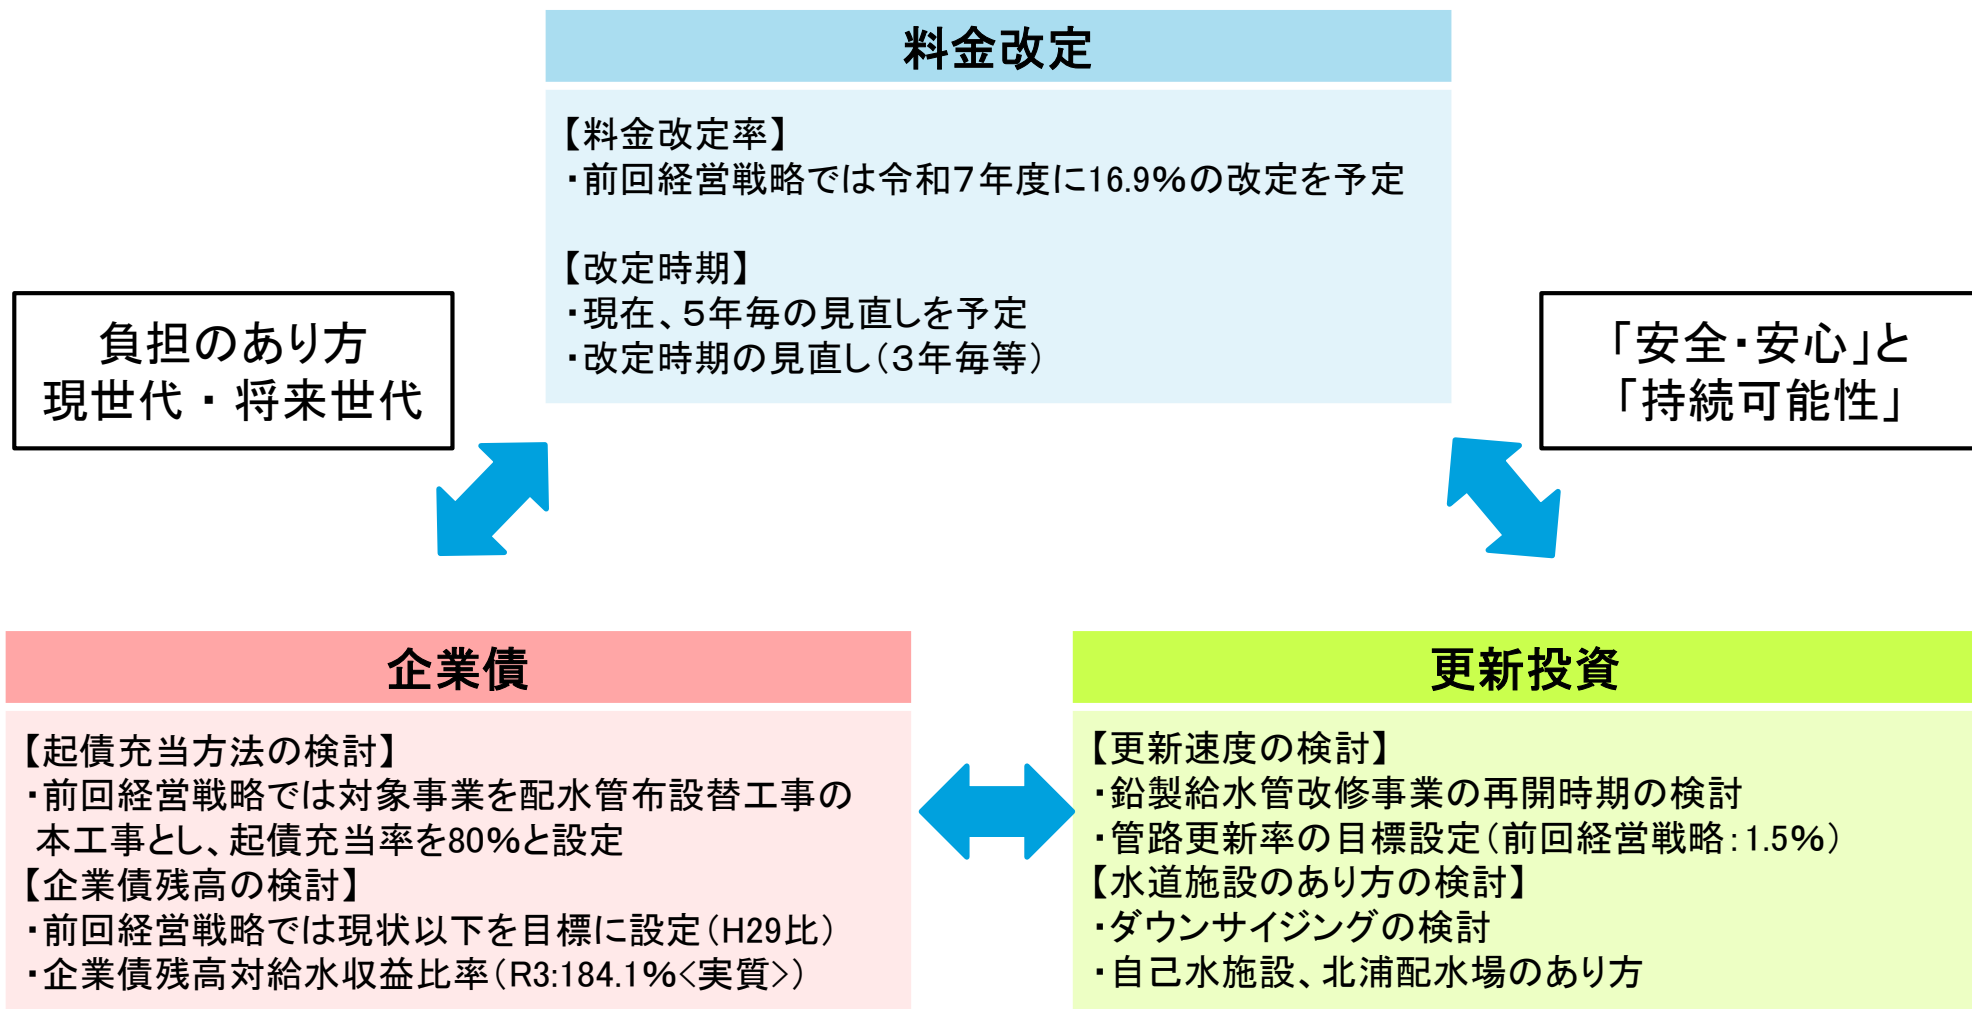 料金改定
【料金改定率】
・前回経営戦略では令和７年度に16.9%の改定を予定
【改定時期】
・現在、５年毎の見直しを予定
・改定時期の見直し（３年毎等）
負担のあり方
現世代・将来世代
「安全・安心」と
「持続可能性」
企業債
【起債充当方法の検討】
・前回経営戦略では対象事業を配水管布設替工事の
本工事とし、起債充当率を80%と設定
【企業債残高の検討】
・前回経営戦略では現状以下を目標に設定（H29比）
・企業債残高対給水収益比率（R3:184.1%<実質>）
更新投資
【更新速度の検討】
・鉛製給水管改修事業の再開時期の検討
・管路更新率の目標設定（前回経営戦略：1.5%）
【水道施設のあり方の検討】
・ダウンサイジングの検討
・自己水施設、北浦配水場のあり方